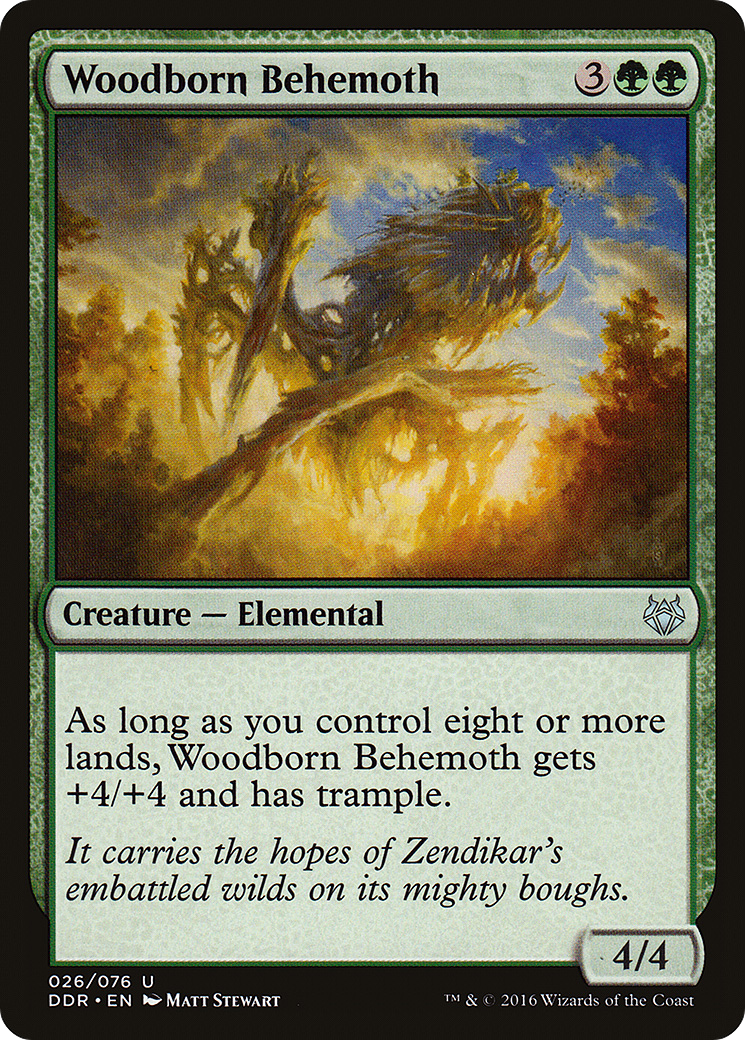 Woodborn Behemoth 3
Creature — Elemental
As long as you control eight or more
lands, Woodborn Behemoth gets
+4/+4 and has trample.
It carries the hopes of Zendikar's
embattled wilds on its mighty boughs.
4/4
026/076 U
DDR • EN Matt Stewart
™ & © 2016 Wizards of the Coast